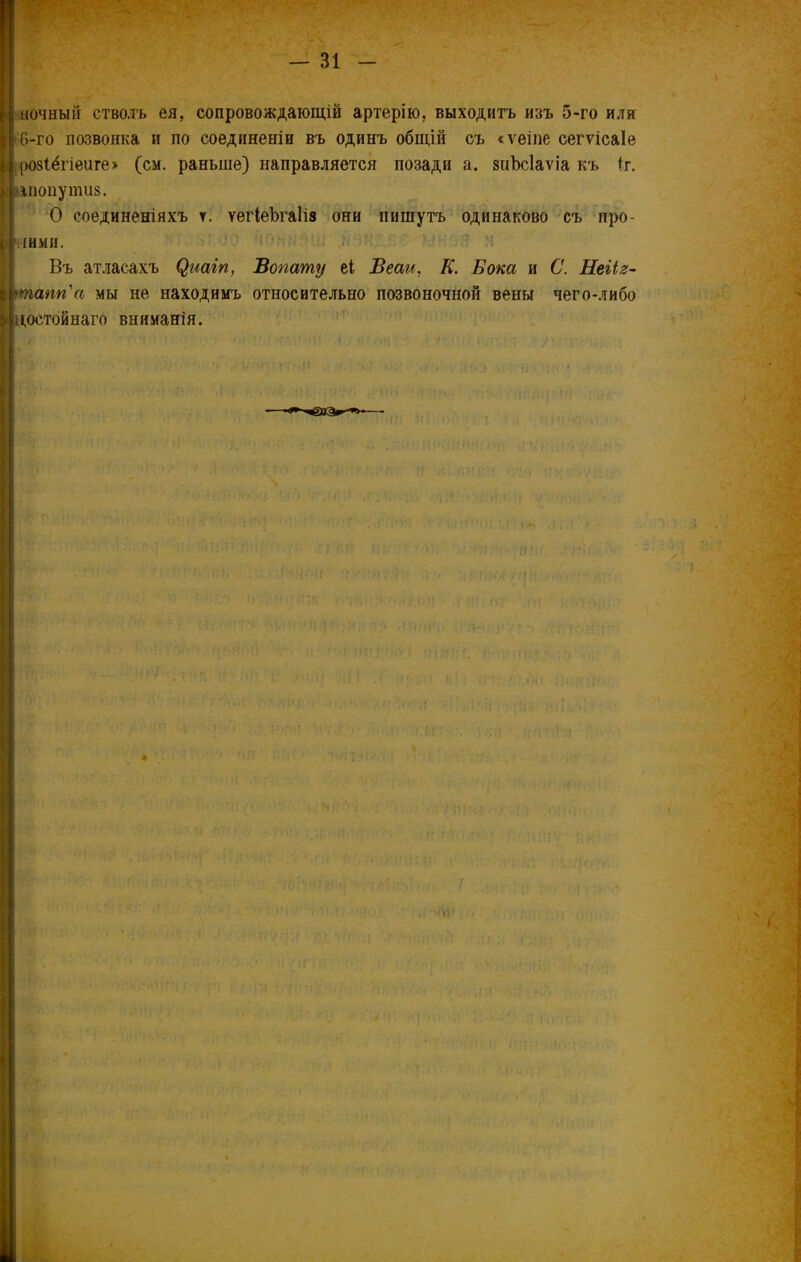 — 31 —
ночный стволъ ея, сопровождающій артерію, выходитъ изъ 5-го или
6-го позвонка и по соединеніи въ одинъ общій съ «veine cervicale
postérieure» (см. раньше) направляется позади a. subclavia къ tr.
anonymus.
О соединеніяхъ v. vertebralis они пишутъ одинаково съ про-
чими.
Въ атласахъ Quain, Bonamy et Beau, К. Бока и C. Heitz-
mann'а мы не находимъ относительно позвоночной вены чего-либо
достойнаго вниманія.